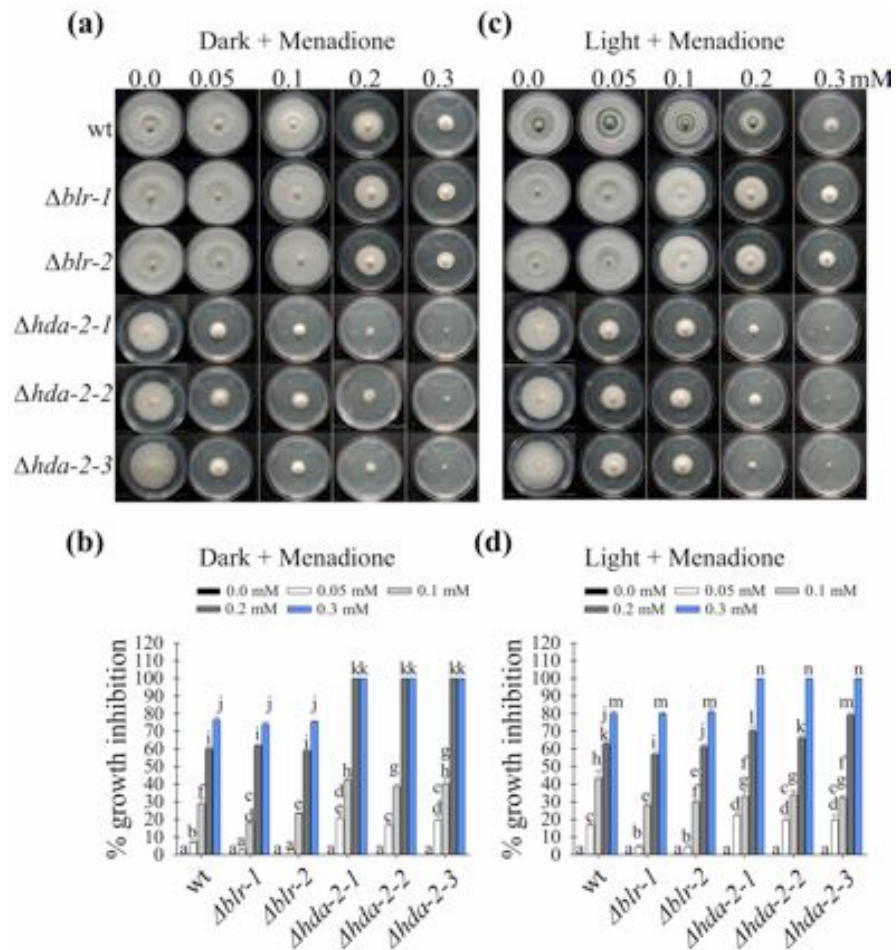 (a)
Dark + Menadione
0.0 0.05 0.1 0.2 0.3
wt
Δblr-1
Δblr-2
Δhda-2-1
Δhda-2-2
Δhda-2-3
(c)
Light + Menadione
0.0 0.05 0.1 0.2 0.3 mM
(b)
Dark + Menadione
0.0 mM 0.05 mM 0.1 mM
0.2 mM 0.3 mM
% growth inhibition
120
110
100
90
80
70
60
50
40
30
20
10
0
j j j kk kk kk
wt Δblr-1 Δblr-2 Δhda-2-1 Δhda-2-2 Δhda-2-3
(d)
Light + Menadione
0.0 mM 0.05 mM 0.1 mM
0.2 mM 0.3 mM
% growth inhibition
120
110
100
90
80
70
60
50
40
30
20
10
0
m m m n n m n
wt Δblr-1 Δblr-2 Δhda-2-1 Δhda-2-2 Δhda-2-3